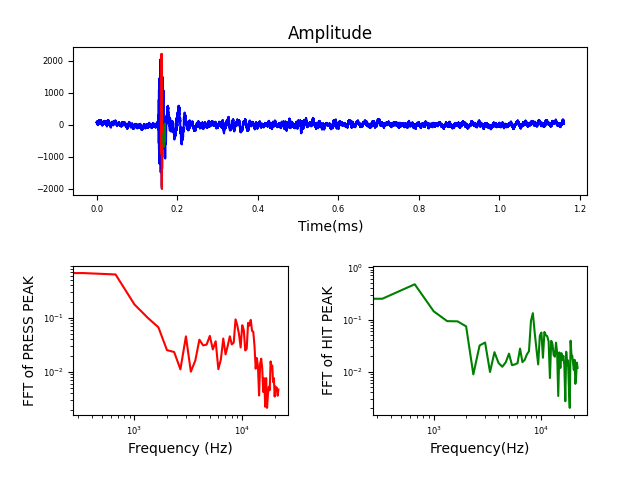 Amplitude
2000
1000
0
−1000
−2000
0.0 0.2 0.4 0.6 0.8 1.0 1.2
Time(ms)
FFT of PRESS PEAK
10⁻¹
10⁻²
10³ 10⁴
Frequency (Hz)
FFT of HIT PEAK
10⁰
10⁻¹
10⁻²
10³ 10⁴
Frequency(Hz)